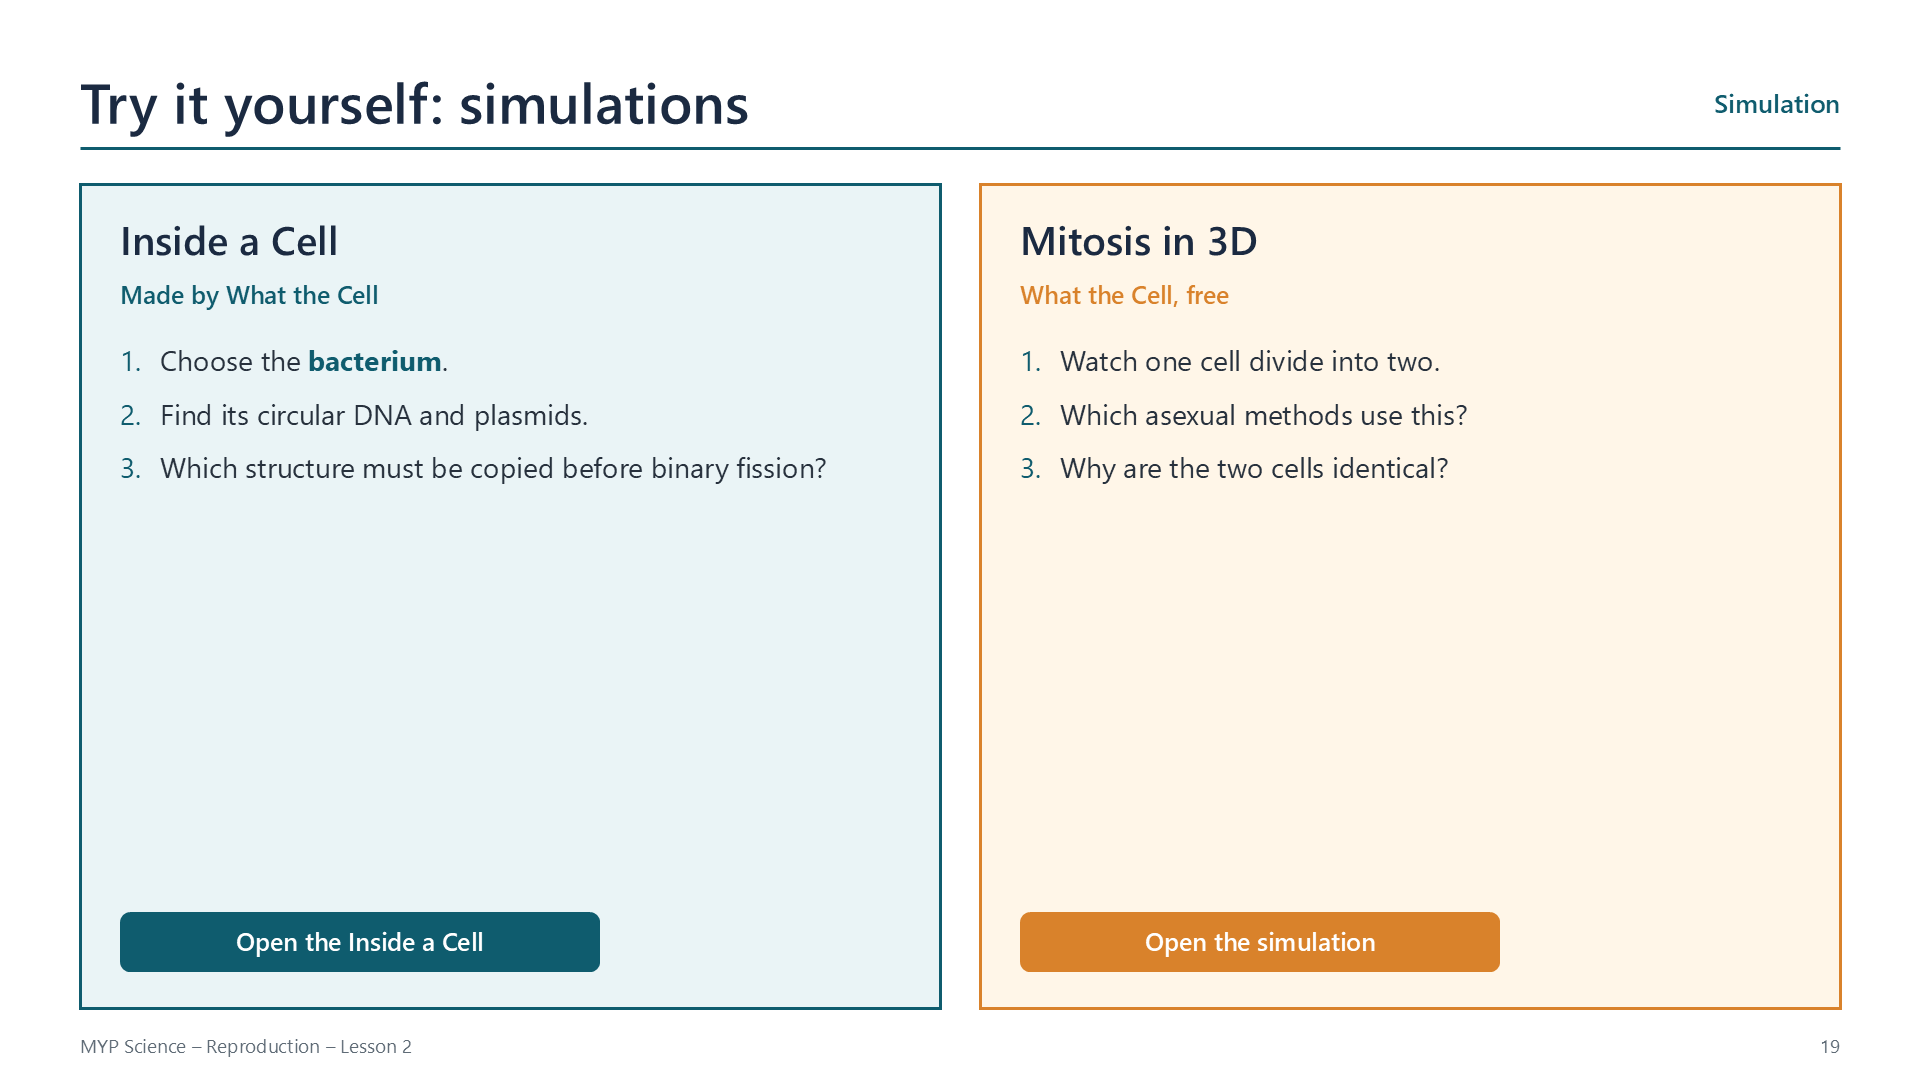 Try it yourself: simulations
Simulation
Inside a Cell
Made by What the Cell
1. Choose the bacterium.
2. Find its circular DNA and plasmids.
3. Which structure must be copied before binary fission?
Open the Inside a Cell
Mitosis in 3D
What the Cell, free
1. Watch one cell divide into two.
2. Which asexual methods use this?
3. Why are the two cells identical?
Open the simulation
MYP Science – Reproduction – Lesson 2
19